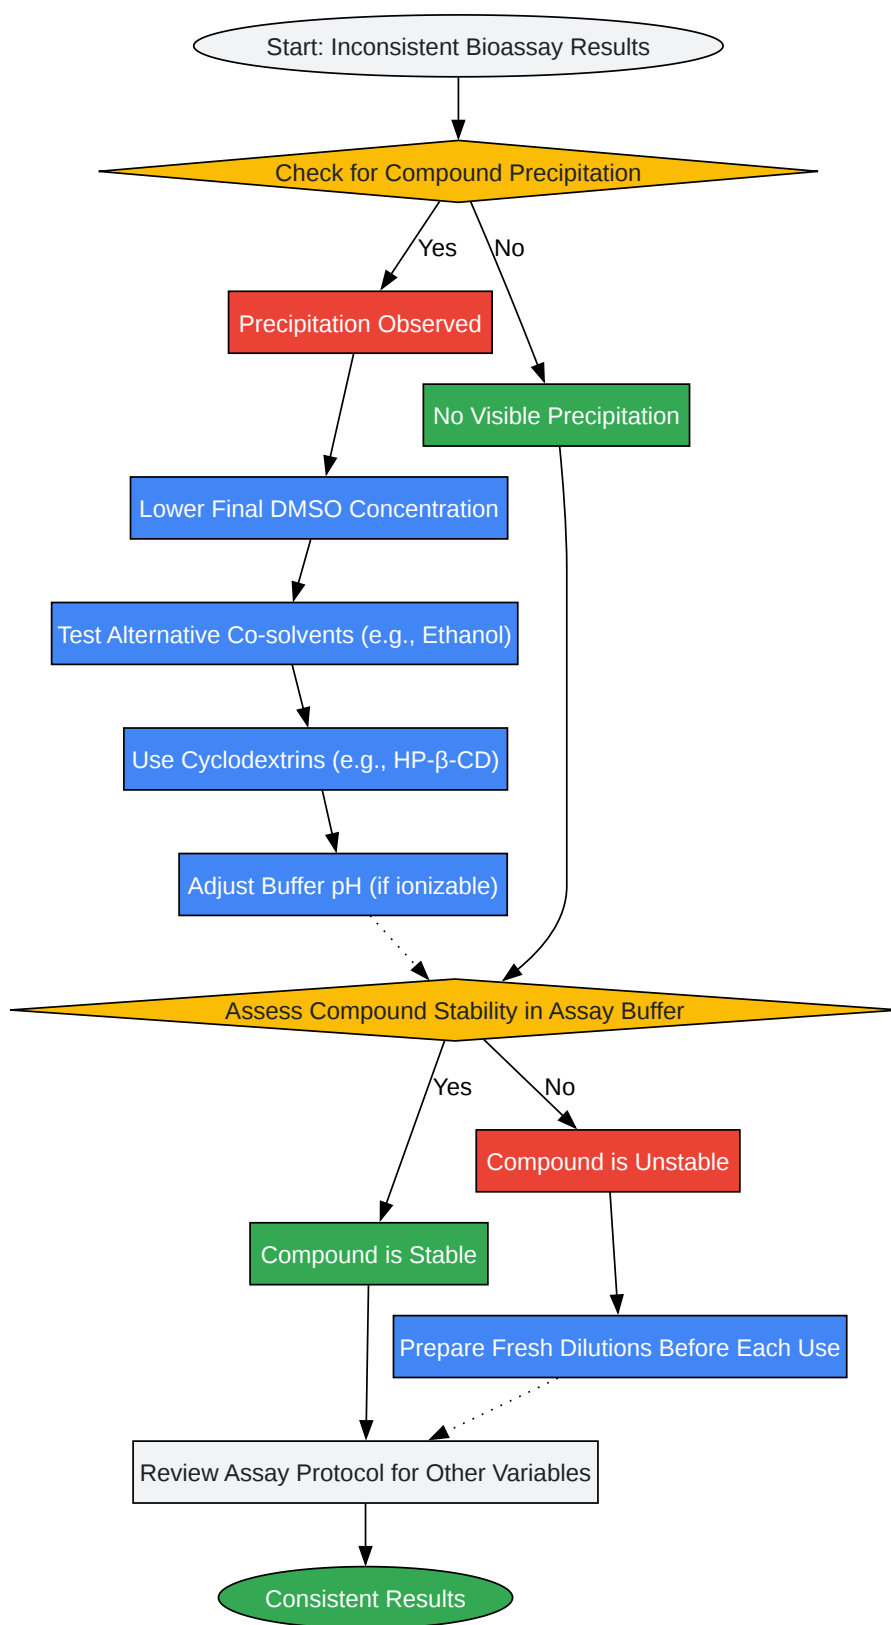 Start: Inconsistent Bioassay Results
Check for Compound Precipitation
Yes
No
Precipitation Observed
No Visible Precipitation
Lower Final DMSO Concentration
Test Alternative Co-solvents (e.g., Ethanol)
Use Cyclodextrins (e.g., HP-β-CD)
Adjust Buffer pH (if ionizable)
Assess Compound Stability in Assay Buffer
Yes
No
Compound is Unstable
Compound is Stable
Prepare Fresh Dilutions Before Each Use
Review Assay Protocol for Other Variables
Consistent Results